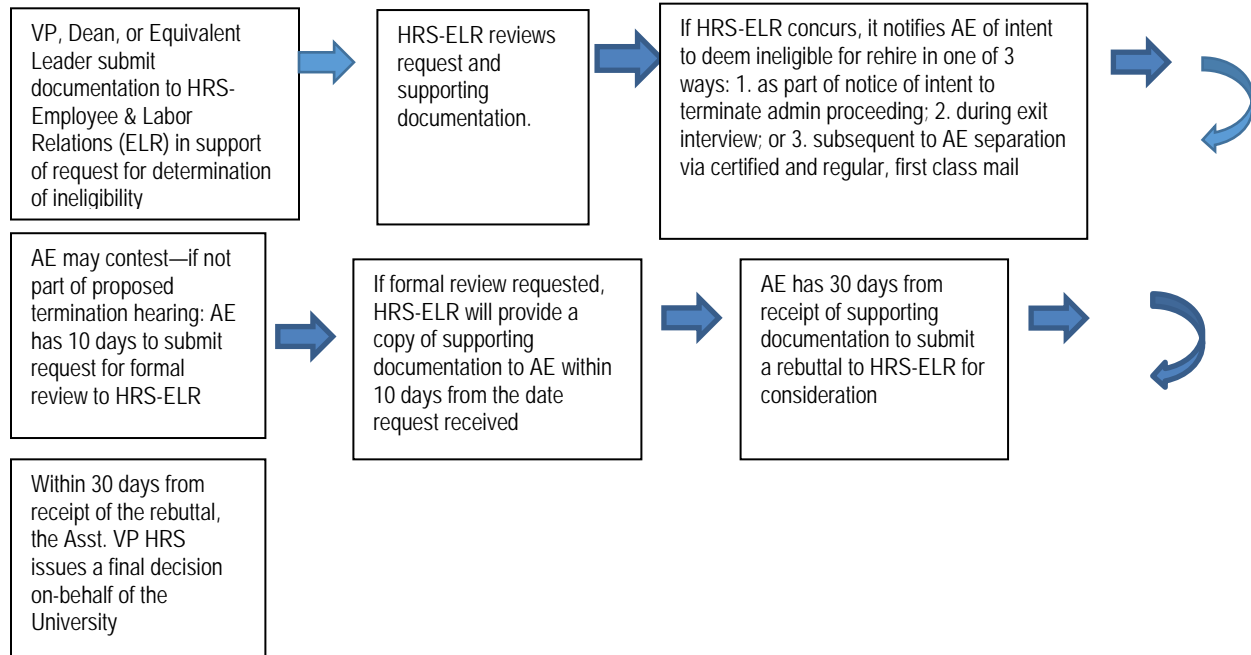 VP, Dean, or Equivalent
Leader submit
documentation to HRS-
Employee & Labor
Relations (ELR) in support
of request for determination
of ineligibility
HRS-ELR reviews
request and
supporting
documentation.
If HRS-ELR concurs, it notifies AE of intent
to deem ineligible for rehire in one of 3
ways: 1. as part of notice of intent to
terminate admin proceeding; 2. during exit
interview; or 3. subsequent to AE separation
via certified and regular, first class mail
AE may contest—if not
part of proposed
termination hearing: AE
has 10 days to submit
request for formal
review to HRS-ELR
If formal review requested,
HRS-ELR will provide a
copy of supporting
documentation to AE within
10 days from the date
request received
AE has 30 days from
receipt of supporting
documentation to submit
a rebuttal to HRS-ELR for
consideration
Within 30 days from
receipt of the rebuttal,
the Asst. VP HRS
issues a final decision
on-behalf of the
University